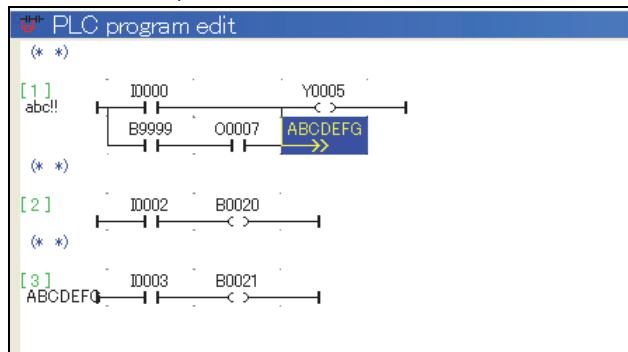 PLC program edit
(* *)
[1] I0000 Y0005
abc!!
B9999 O0007 ABCDEFG
(* *)
[2] I0002 B0020
(* *)
[3] I0003 B0021
ABCDEFG